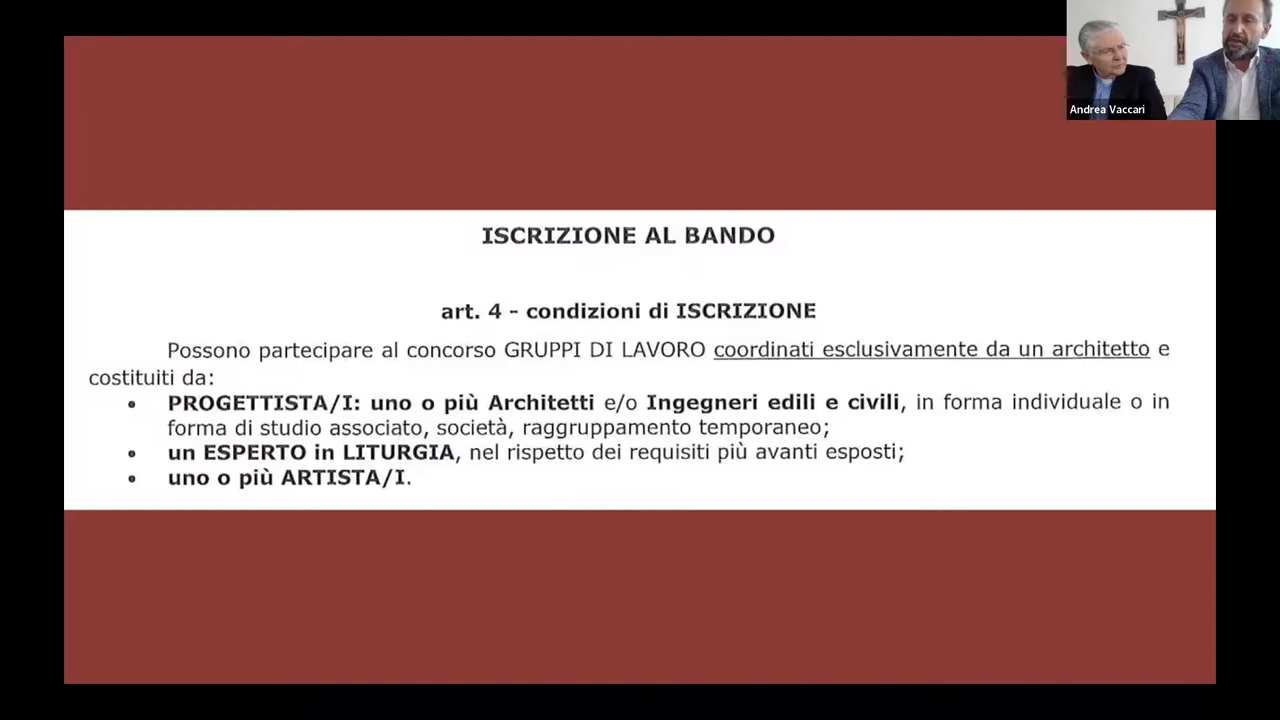 Andrea Vaccari
ISCRIZIONE AL BANDO
art. 4 - condizioni di ISCRIZIONE
Possono partecipare al concorso GRUPPI DI LAVORO coordinati esclusivamente da un architetto e
costituiti da:
• PROGETTISTA/I: uno o più Architetti e/o Ingegneri edili e civili, in forma individuale o in
forma di studio associato, società, raggruppamento temporaneo;
• un ESPERTO in LITURGIA, nel rispetto dei requisiti più avanti esposti;
• uno o più ARTISTA/I.